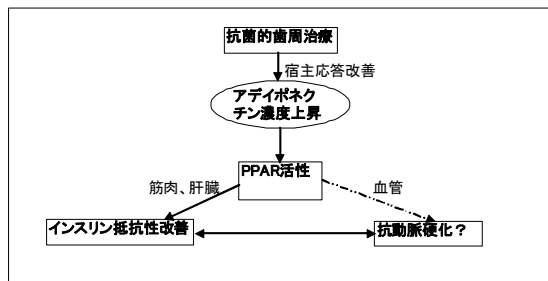 抗菌的歯周治療
宿主応答改善
アデイポネク
チン濃度上昇
PPAR活性
筋肉、肝臓
血管
インスリン抵抗性改善
抗動脈硬化?